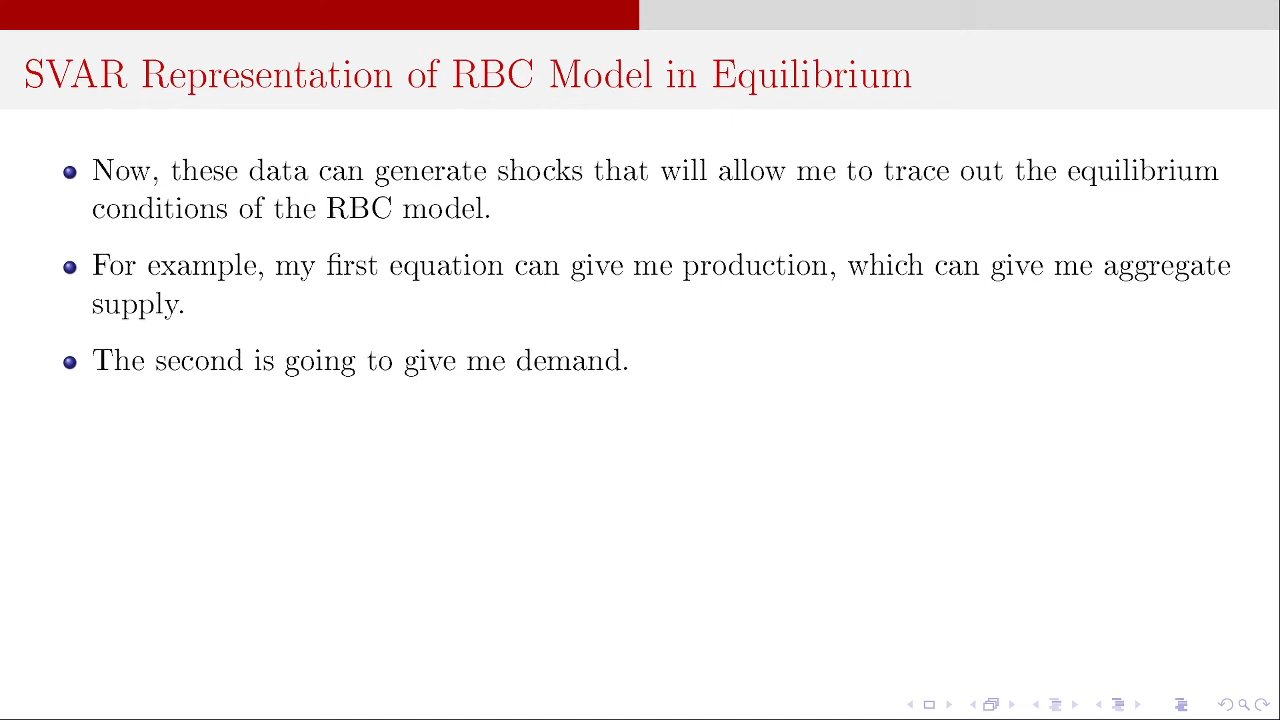 SVAR Representation of RBC Model in Equilibrium
Now, these data can generate shocks that will allow me to trace out the equilibrium
conditions of the RBC model.
For example, my first equation can give me production, which can give me aggregate
supply.
The second is going to give me demand.